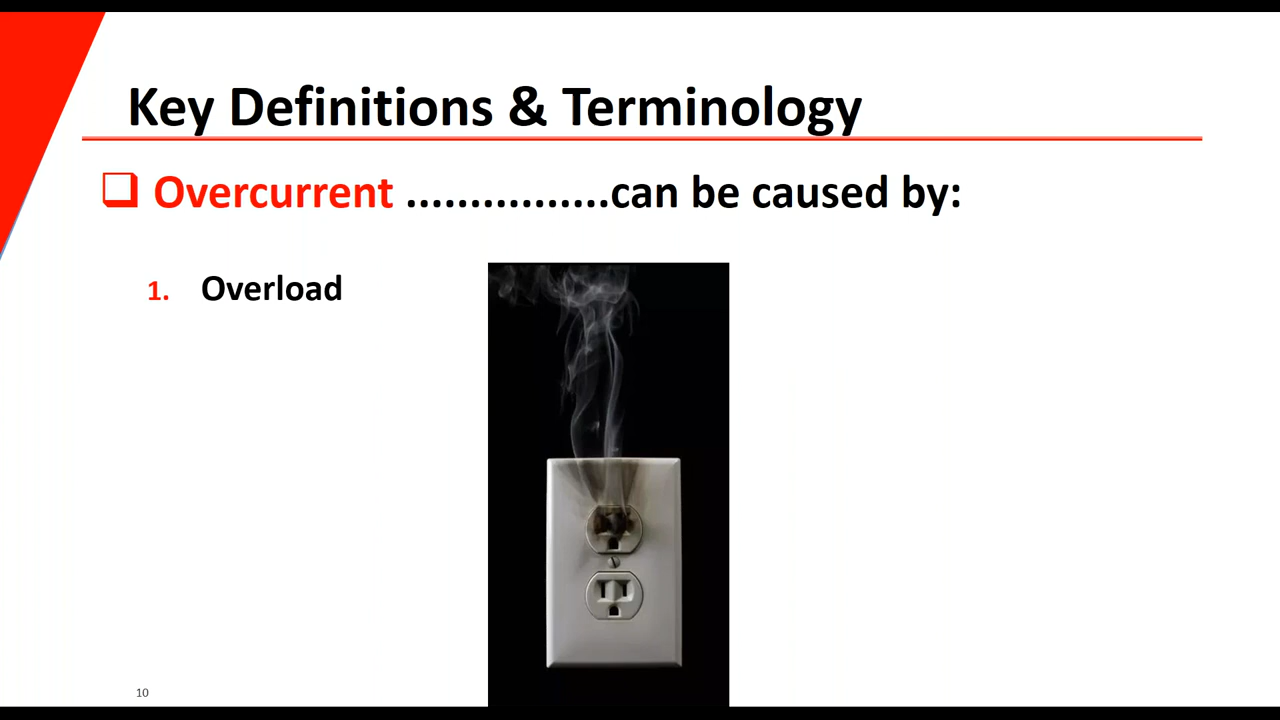 Key Definitions & Terminology
❑ Overcurrent ................can be caused by:
1. Overload
10